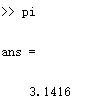 >> pi
ans =
3.1416